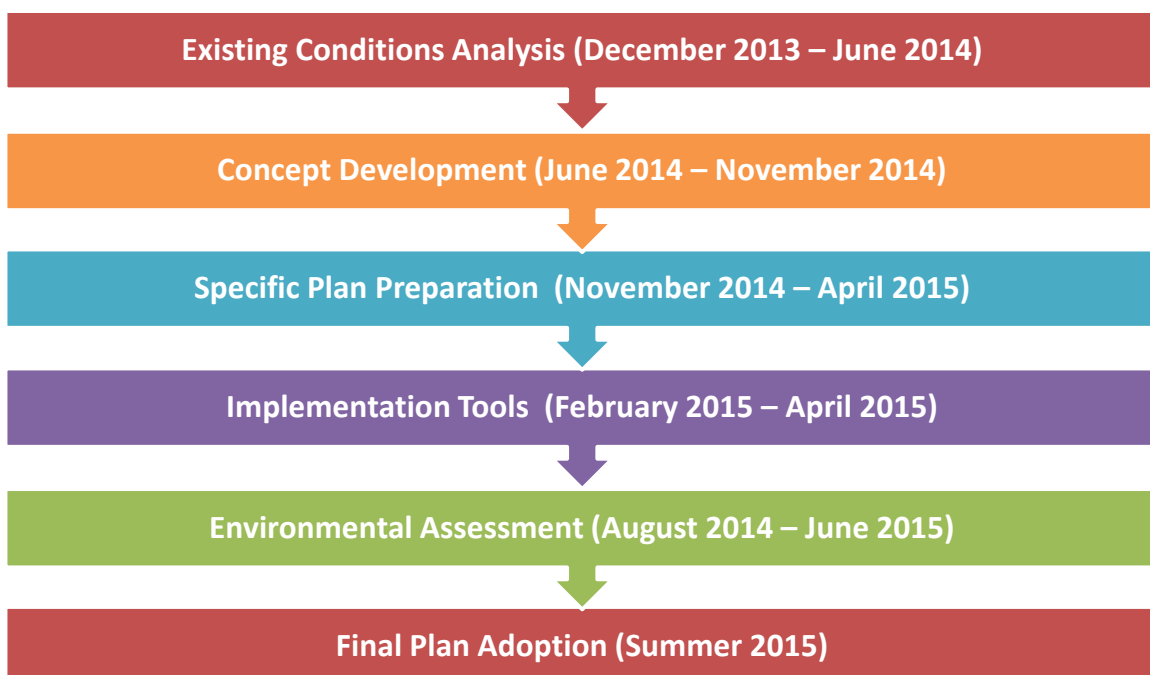 Existing Conditions Analysis (December 2013 – June 2014)
Concept Development (June 2014 – November 2014)
Specific Plan Preparation  (November 2014 – April 2015)
Implementation Tools  (February 2015 – April 2015)
Environmental Assessment (August 2014 – June 2015)
Final Plan Adoption (Summer 2015)